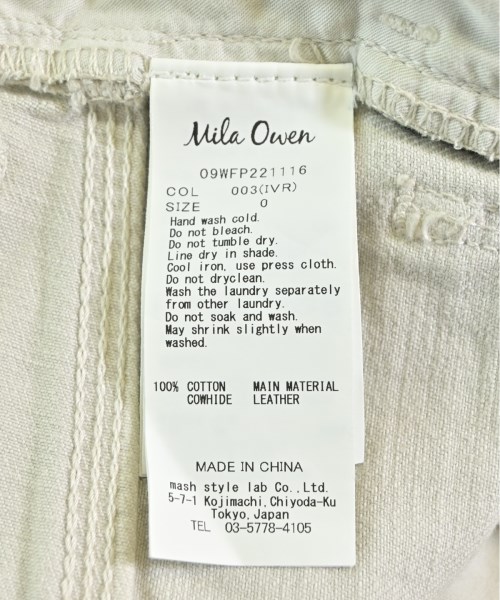 Mila Owen
09WFP221116
COL 003(IVR)
SIZE 0
Hand wash cold.
Do not bleach.
Do not tumble dry.
Line dry in shade.
Cool iron, use press cloth.
Do not dryclean.
Wash the laundry separately
from other laundry.
Do not soak and wash.
May shrink slightly when
washed.
100% COTTON MAIN MATERIAL
COWHIDE LEATHER
MADE IN CHINA
mash style lab Co.,Ltd.
5-7-1 Kojimachi,Chiyoda-Ku
Tokyo,Japan
TEL 03-5778-4105